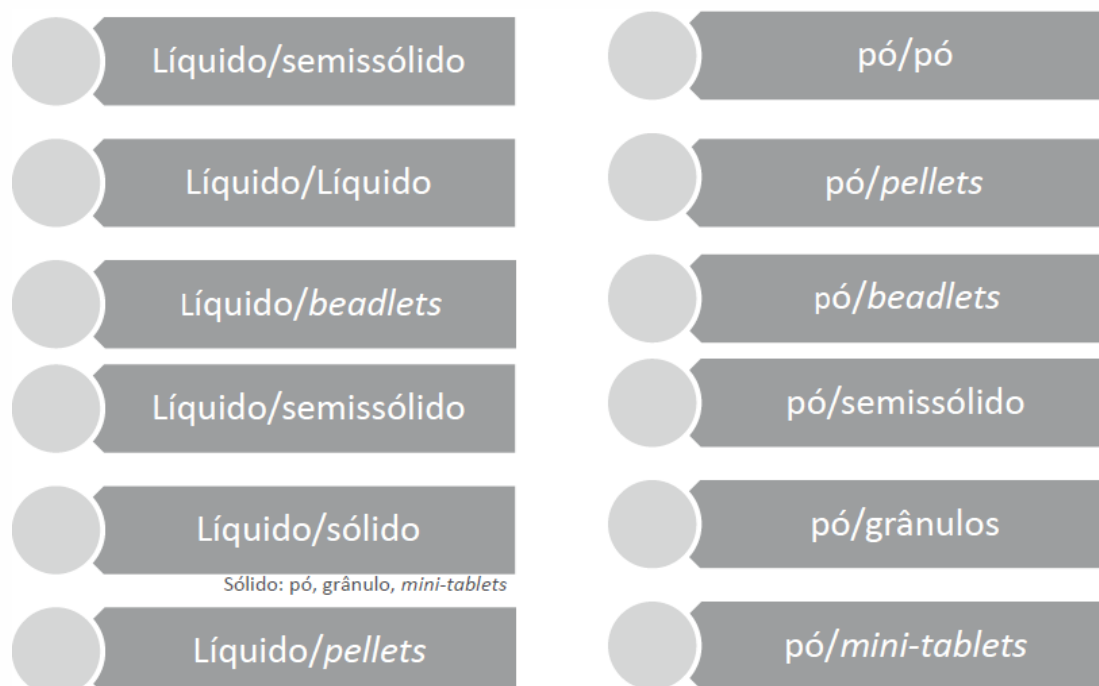 Líquido/semissólido
Líquido/Líquido
Líquido/beadlets
Líquido/semissólido
Líquido/sólido
Sólido: pó, grânulo, mini-tablets
Líquido/pellets
pó/pó
pó/pellets
pó/beadlets
pó/semissólido
pó/grânulos
pó/mini-tablets